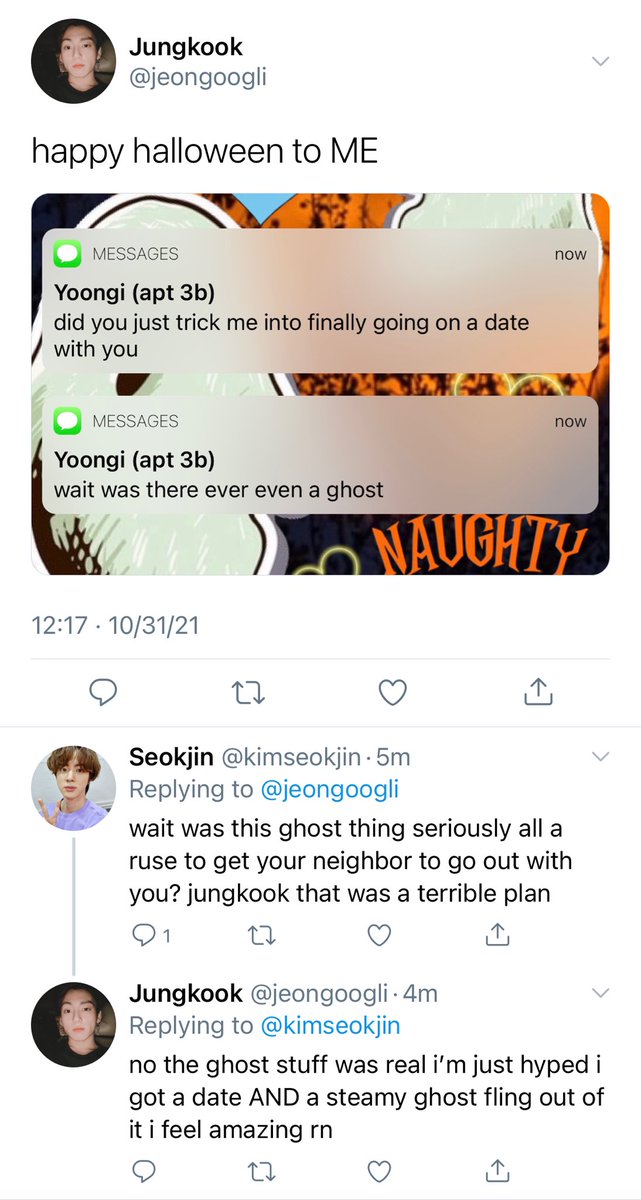 Jungkook
@jeongoogli
happy halloween to ME
MESSAGES
now
Yoongi (apt 3b)
did you just trick me into finally going on a date
with you
MESSAGES
now
Yoongi (apt 3b)
wait was there ever even a ghost
NAUGHTY
12:17 · 10/31/21
Seokjin @kimseokjin · 5m
Replying to @jeongoogli
wait was this ghost thing seriously all a
ruse to get your neighbor to go out with
you? jungkook that was a terrible plan
1
Jungkook @jeongoogli · 4m
Replying to @kimseokjin
no the ghost stuff was real i’m just hyped i
got a date AND a steamy ghost fling out of
it i feel amazing rn